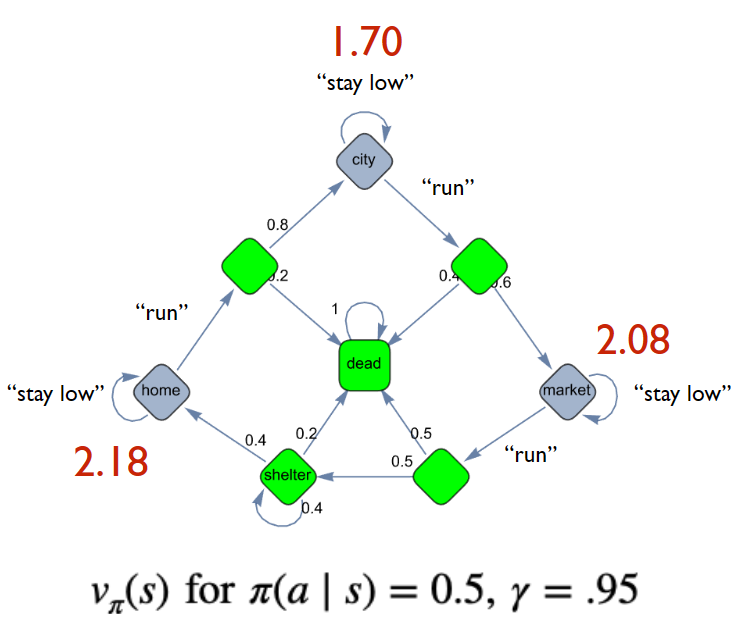 1.70
“stay low”
city
“run”
0.8
0.2
0.4
0.6
“run”
1
2.08
dead
“stay low”
home
market
“stay low”
2.18
0.4
0.2
0.5
0.5
“run”
shelter
0.4
vπ(s) for π(a | s) = 0.5, γ = .95